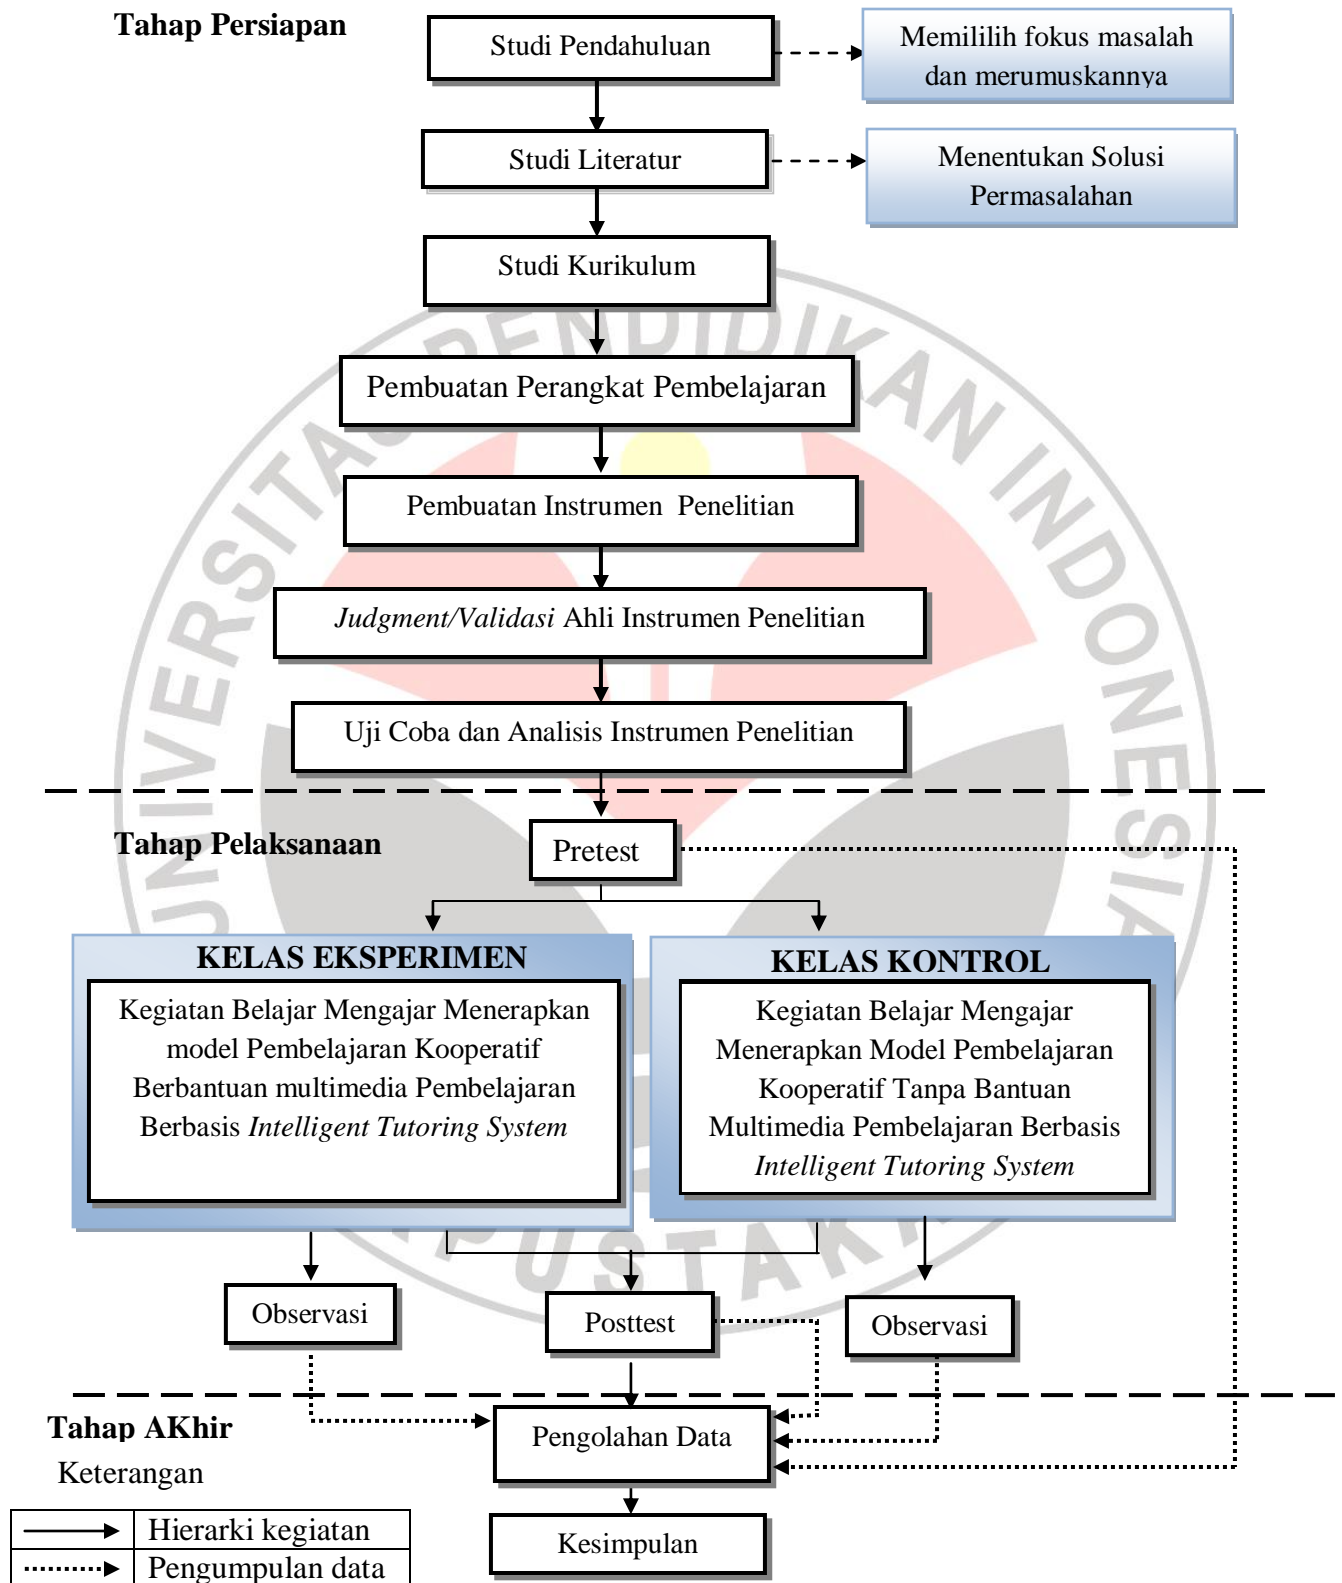 Tahap Persiapan
Studi Pendahuluan
Memililih fokus masalah
dan merumuskannya
Studi Literatur
Menentukan Solusi
Permasalahan
Studi Kurikulum
Pembuatan Perangkat Pembelajaran
Pembuatan Instrumen  Penelitian
Judgment/Validasi Ahli Instrumen Penelitian
Uji Coba dan Analisis Instrumen Penelitian
Tahap Pelaksanaan
Pretest
KELAS EKSPERIMEN
Kegiatan Belajar Mengajar Menerapkan
model Pembelajaran Kooperatif
Berbantuan multimedia Pembelajaran
Berbasis Intelligent Tutoring System
KELAS KONTROL
Kegiatan Belajar Mengajar
Menerapkan Model Pembelajaran
Kooperatif Tanpa Bantuan
Multimedia Pembelajaran Berbasis
Intelligent Tutoring System
Observasi
Posttest
Observasi
Tahap AKhir
Pengolahan Data
Keterangan
Hierarki kegiatan
Pengumpulan data
Kesimpulan
UNIVERSITAS PENDIDIKAN INDONESIA